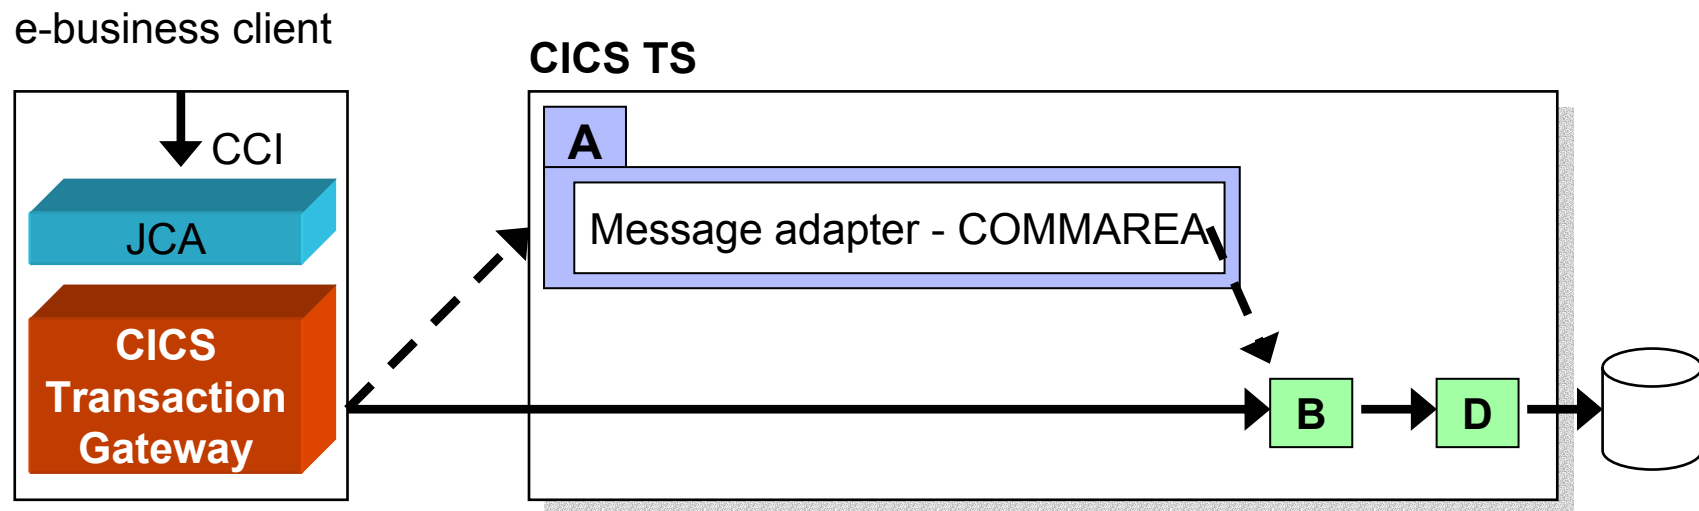 e-business client
CICS TS
CCI
JCA
CICS
Transaction
Gateway
A
Message adapter - COMMAREA
B
D